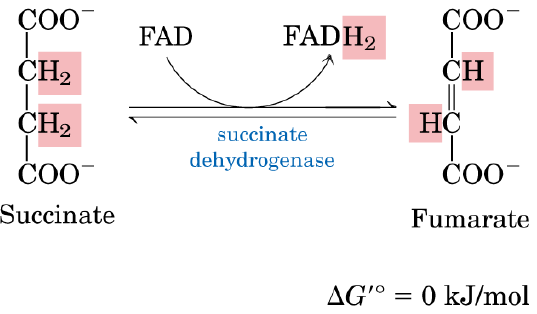 COO⁻
CH₂
CH₂
COO⁻
Succinate
FAD
FADH₂
succinate
dehydrogenase
COO⁻
CH
HC
COO⁻
Fumarate
ΔG′° = 0 kJ/mol